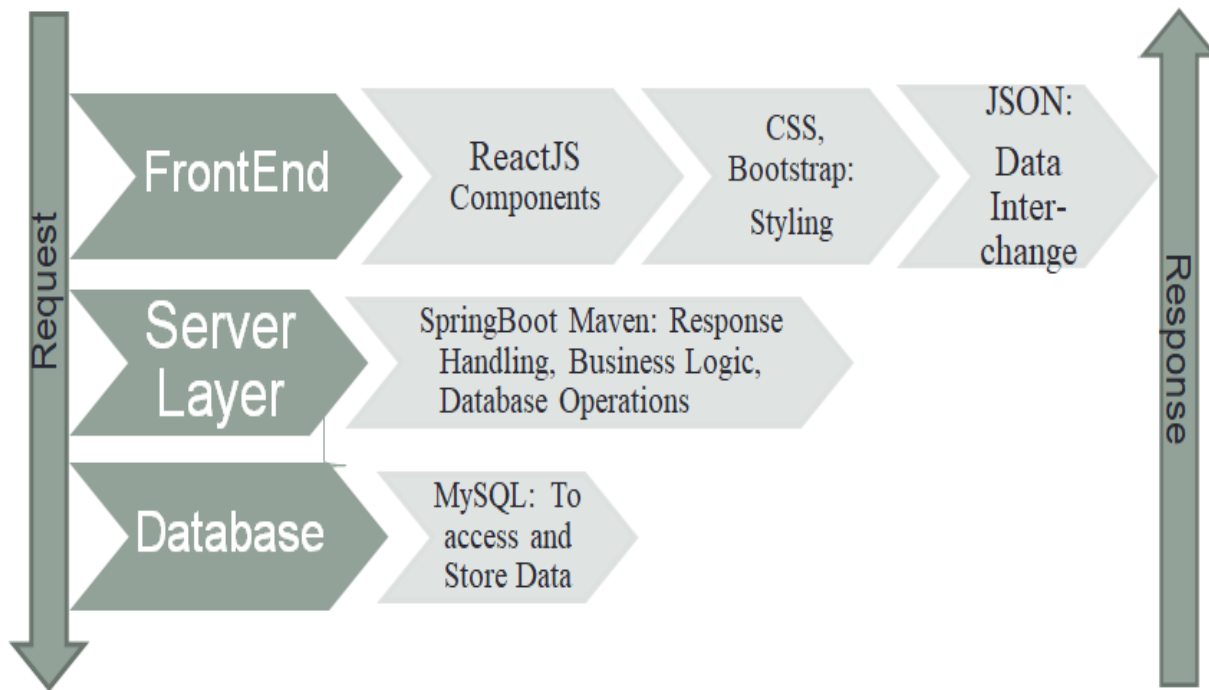 Request
FrontEnd
ReactJS
Components
CSS,
Bootstrap:
Styling
JSON:
Data
Inter-
change
Server
Layer
SpringBoot Maven: Response
Handling, Business Logic,
Database Operations
Database
MySQL: To
access and
Store Data
Response